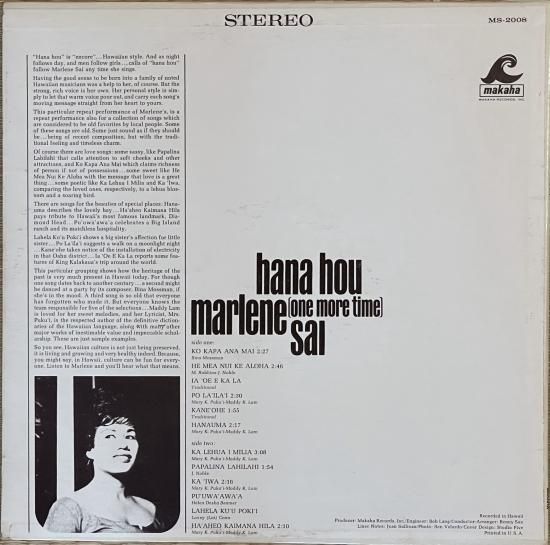 STEREO
MS-2008
makaha
MAKAHA RECORDS, INC.
"Hana hou" is "encore"... Hawaiian style. And as night
follows day, and men follow girls... calls of "hana hou"
follow Marlene Sai any time she sings.
Having the good sense to be born into a family of noted
Hawaiian musicians was a help to her, of course. But the
strong, rich voice is her own. Her personal style is sim-
ply to let that warm voice pour out, and carry each song's
moving message straight from her heart to yours.
This particular repeat performance of Marlene's, is a
repeat performance also for a collection of songs which
are considered to be old favorites by local people. Some
of these songs are old. Some just sound as if they should
be... being of recent composition, but with the tradi-
tional feeling and timeless charm.
Of course there are love songs: some sassy, like Papalina
Lahilahi that calls attention to soft cheeks and other
attractions, and Ko Kapa Ana Mai which claims richness
of person if not of possessions... some sweet like He
Mea Nui Ke Aloha with the message that love is a great
thing... some poetic like Ka Lehua I Milia and Ka 'Iwa,
comparing the loved ones, respectively, to a lehua blos-
som and a soaring bird.
There are songs for the beauties of special places: Hana-
uma describes the lovely bay... Ha'aheo Kaimana Hila
pays tribute to Hawaii's most famous landmark, Dia-
mond Head... Pu'uwa'awa'a celebrates a Big Island
ranch and its matchless hospitality.
Lahela Ku'u Poki'i shows a big sister's affection for little
sister... Po La'ila'i suggests a walk on a moonlight night
... Kane'ohe takes notice of the installation of electricity
in that Oahu district... Ia 'Oe E Ka La reports some fea-
tures of King Kalakaua's trip around the world.
This particular grouping shows how the heritage of the
past is very much present in Hawaii today. For though
one song dates back to another century... a second might
be danced at a party by its composer, Bina Mossman, if
she's in the mood. A third song is so old that everyone
has forgotten who made it. But everyone knows the
team responsible for five of the selections... Maddy Lam
is loved for her sweet melodies, and her Lyricist, Mrs.
Puku'i, is the respected author of the definitive diction-
aries of the Hawaiian language, along with many other
major works of inestimable value and impeccable schol-
arship. These are just some examples.
So you see, Hawaiian culture is not just being preserved,
it is living and growing and very healthy indeed. Because,
you might say, in Hawaii, culture can be fun for every-
one. Listen to Marlene and you'll hear what that means.
hana hou
(one more time)
marlene
sai
side one:
KO KAPA ANA MAI 2:27
Bina Mossman
HE MEA NUI KE ALOHA 2:46
M. Robbins-J. Noble
IA 'OE E KA LA
Traditional
PO LA'ILA'I 2:30
Mary K. Puku'i-Maddy K. Lam
KANE'OHE 1:55
Traditional
HANAUMA 2:17
Mary K. Puku'i-Maddy K. Lam
side two:
KA LEHUA I MILIA 3:08
Mary K. Puku'i-Maddy K. Lam
PAPALINA LAHILAHI 1:54
J. Noble
KA 'IWA 2:16
Mary K. Puku'i-Maddy K. Lam
PU'UWA'AWA'A
Helen Desha Beamer
LAHELA KU'U POKI'I
HA'AHEO KAIMANA HILA 2:10
Mary K. Puku'i-Maddy K. Lam
Recorded in Hawaii
Producer: Makaha Records, Inc./Engineer: Bob Lang/Conductor-Arranger: Benny Saks
Printed in U.S.A.